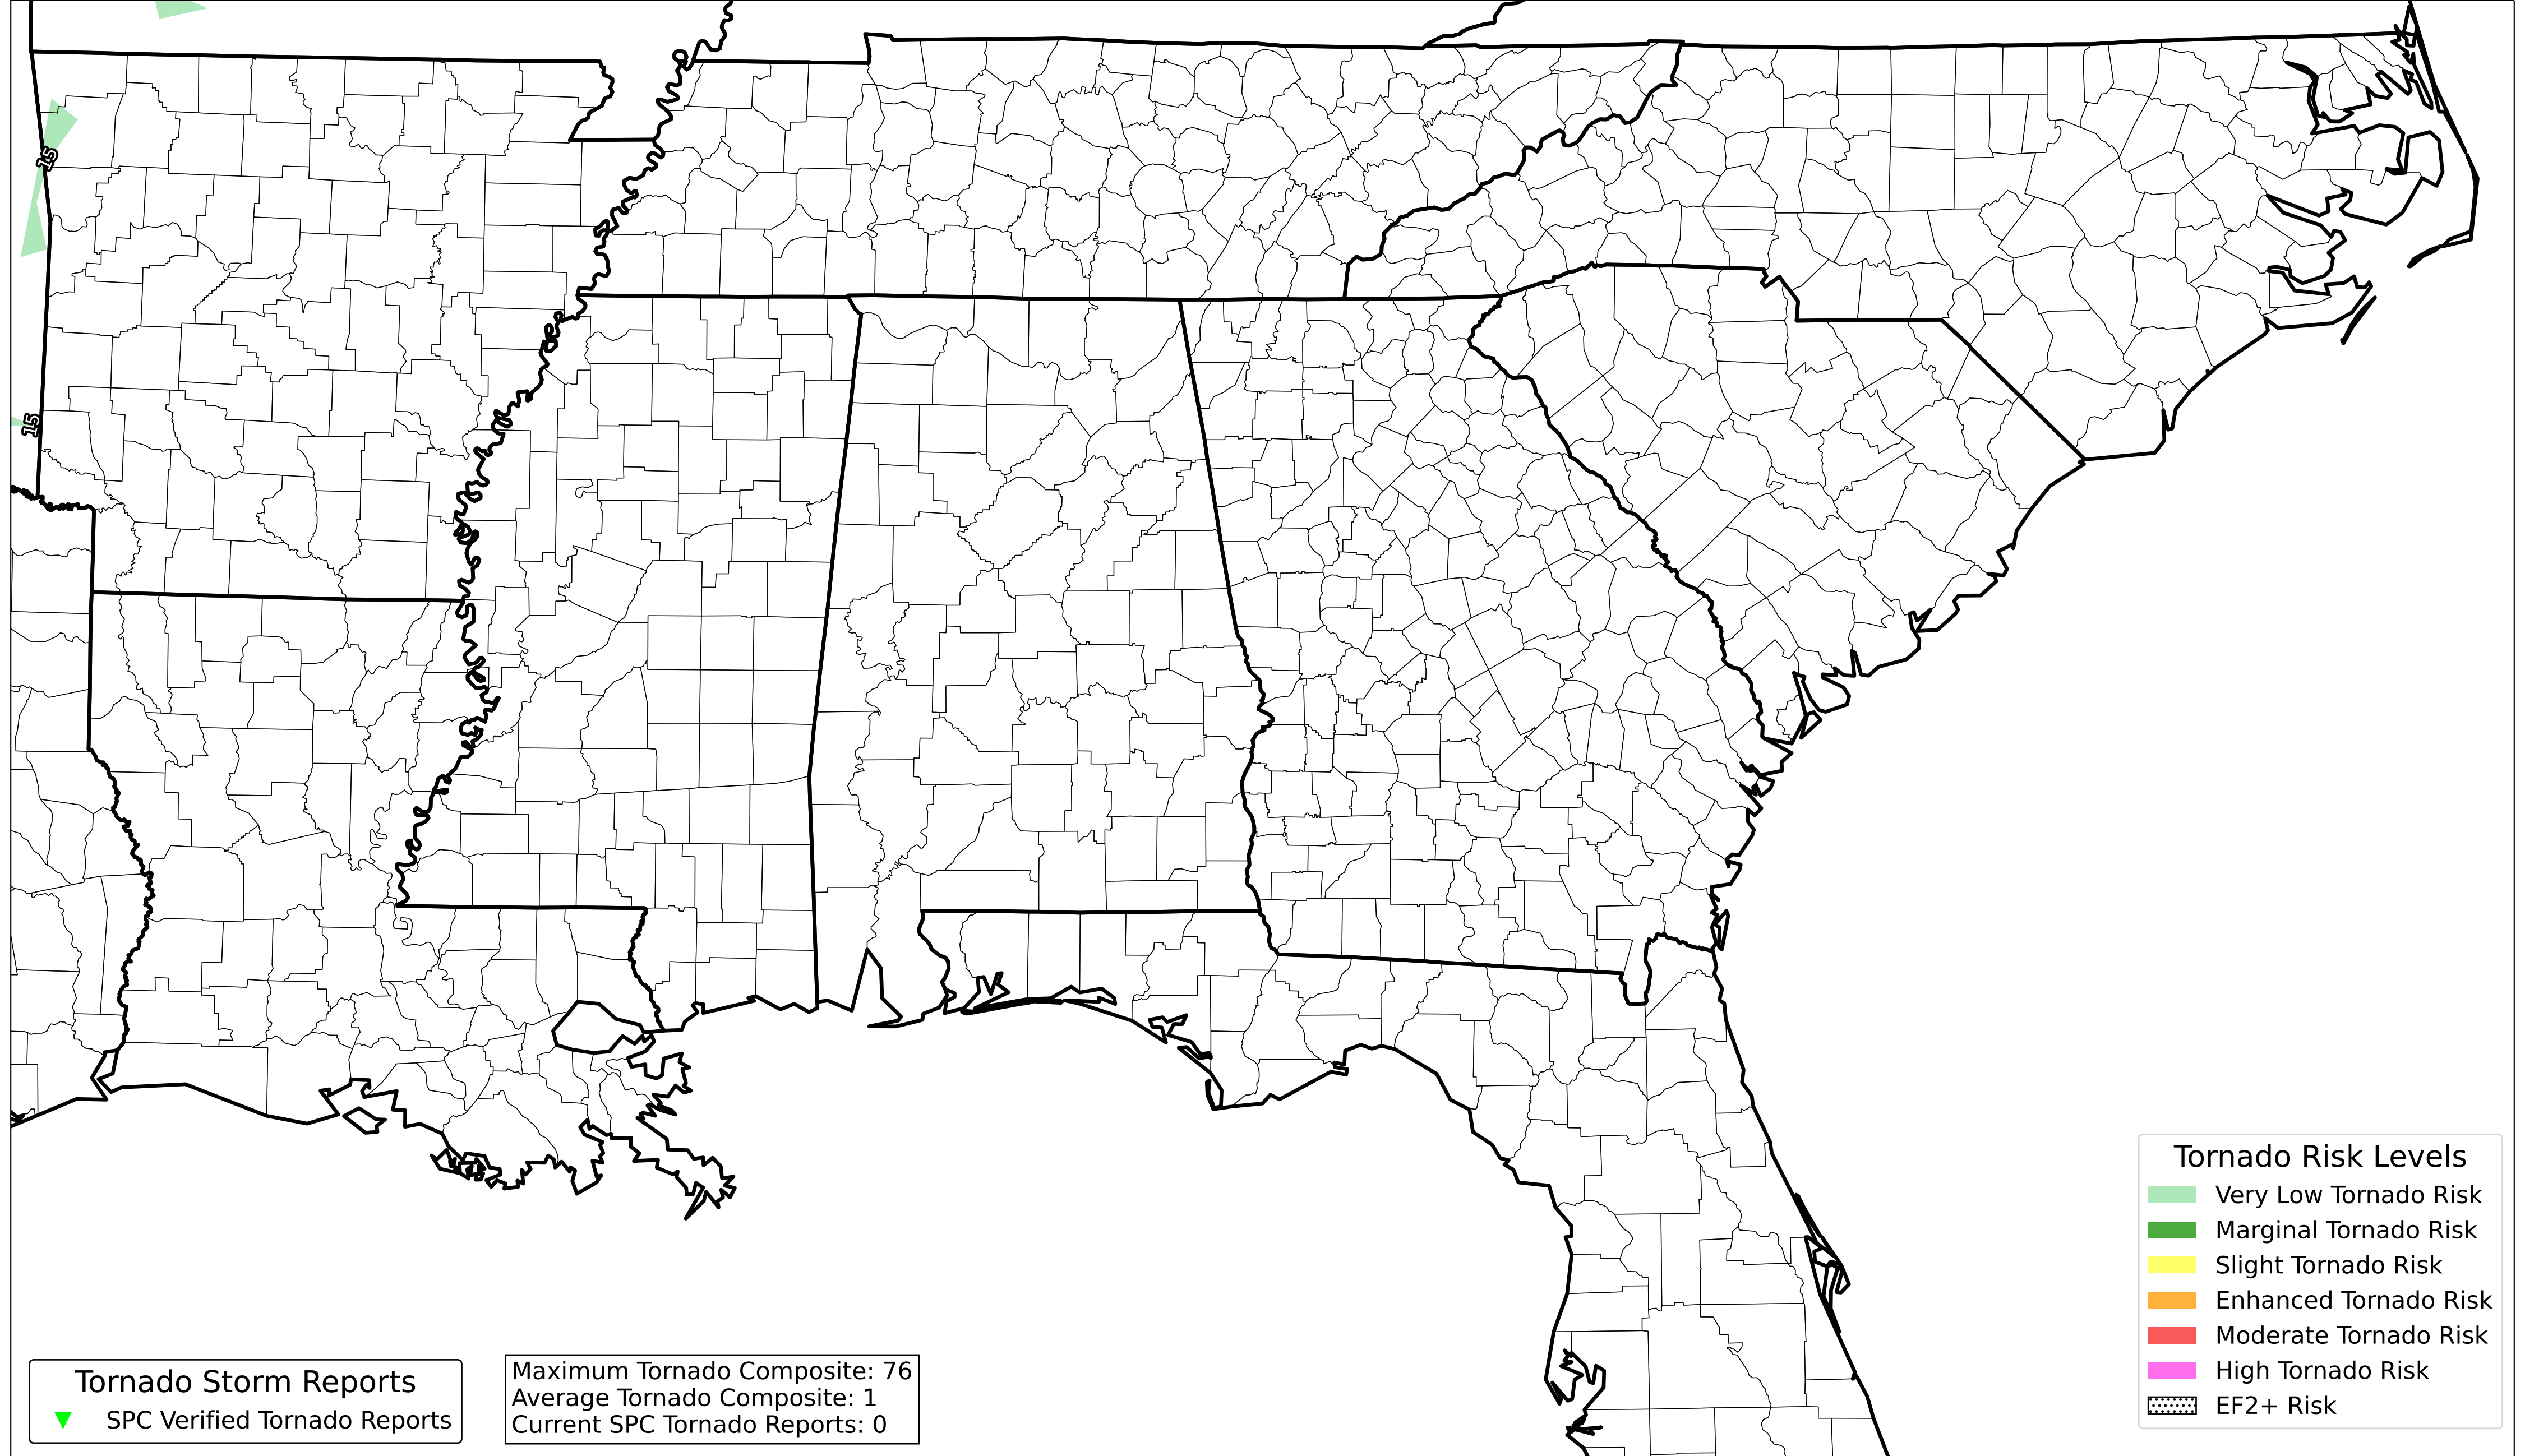 15
15
Tornado Risk Levels
Very Low Tornado Risk
Marginal Tornado Risk
Slight Tornado Risk
Enhanced Tornado Risk
Moderate Tornado Risk
High Tornado Risk
EF2+ Risk
Tornado Storm Reports
SPC Verified Tornado Reports
Maximum Tornado Composite: 76
Average Tornado Composite: 1
Current SPC Tornado Reports: 0